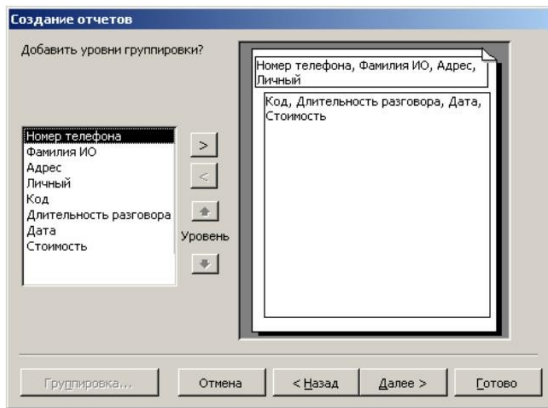 Создание отчетов
Добавить уровни группировки?
Номер телефона
Фамилия ИО
Адрес
Личный
Код
Длительность разговора
Дата
Стоимость
>
<
Уровень
Номер телефона, Фамилия ИО, Адрес,
Личный
Код, Длительность разговора, Дата,
Стоимость
Группировка...
Отмена
< Назад
Далее >
Готово